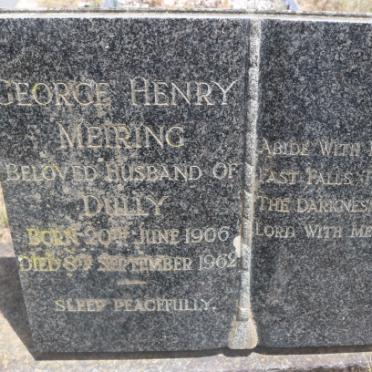 GEORGE HENRY
MEIRING
BELOVED HUSBAND OF
DULLY
BORN 20TH JUNE 1906
DIED 8TH SEPTEMBER 1962
SLEEP PEACEFULLY.
ABIDE WITH
FAST FALLS
THE DARKNES
LORD WITH ME